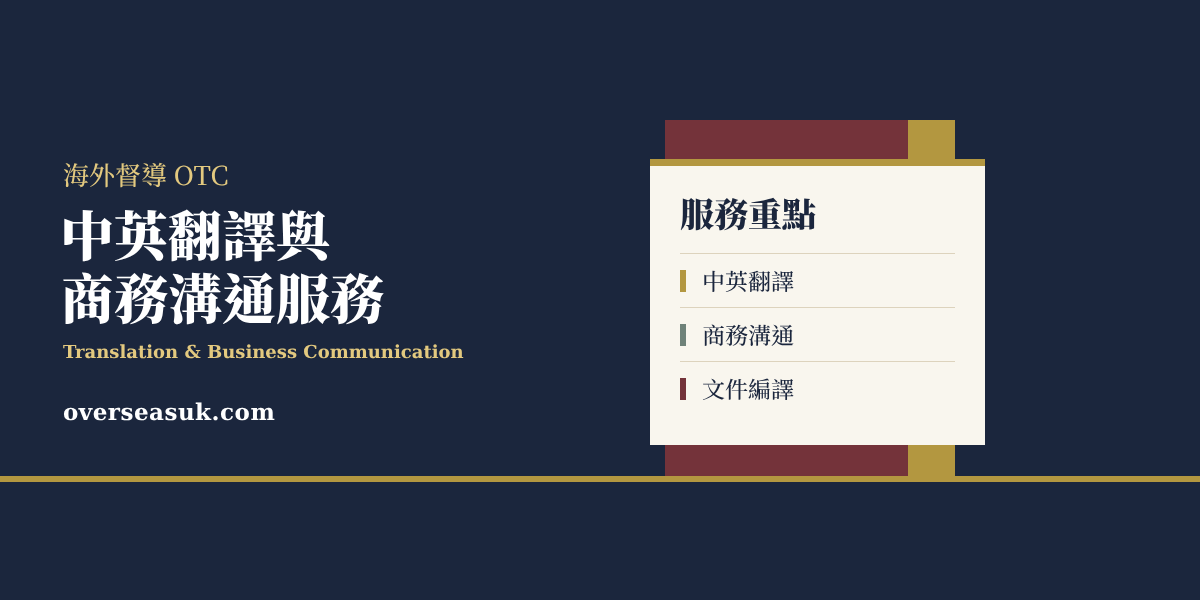 海外督導 OTC
中英翻譯與
商務溝通服務
Translation & Business Communication
overseasuk.com
服務重點
中英翻譯
商務溝通
文件編譯